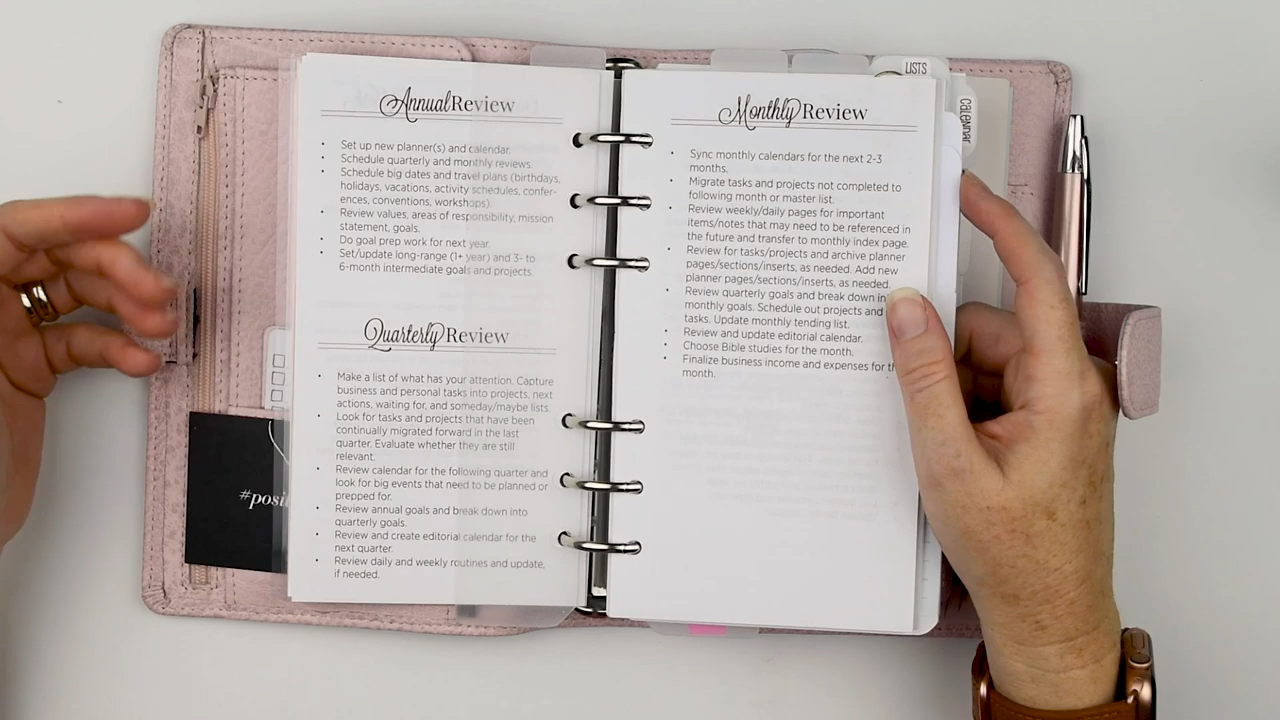 Annual Review
• Set up new planner(s) and calendar.
• Schedule quarterly and monthly reviews.
• Schedule big dates and travel plans (birthdays,
holidays, vacations, activity schedules, confer-
ences, conventions, workshops).
• Review values, areas of responsibility, mission
statement, goals.
• Do goal prep work for next year.
• Set/update long-range (1+ year) and 3- to
6-month intermediate goals and projects.
Quarterly Review
• Make a list of what has your attention. Capture
business and personal tasks into projects, next
actions, waiting for, and someday/maybe lists.
• Look for tasks and projects that have been
continually migrated forward in the last
quarter. Evaluate whether they are still
relevant.
• Review calendar for the following quarter and
look for big events that need to be planned or
prepped for.
• Review annual goals and break down into
quarterly goals.
• Review and create editorial calendar for the
next quarter.
• Review daily and weekly routines and update,
if needed.
#posi
Monthly Review
• Sync monthly calendars for the next 2-3
months.
• Migrate tasks and projects not completed to
following month or master list.
• Review weekly/daily pages for important
items/notes that may need to be referenced in
the future and transfer to monthly index page.
• Review for tasks/projects and archive planner
pages/sections/inserts, as needed. Add new
planner pages/sections/inserts, as needed.
• Review quarterly goals and break down in
monthly goals. Schedule out projects and
tasks. Update monthly tending list.
• Review and update editorial calendar.
• Choose Bible studies for the month.
• Finalize business income and expenses for th
month.
LISTS
CALENDAR